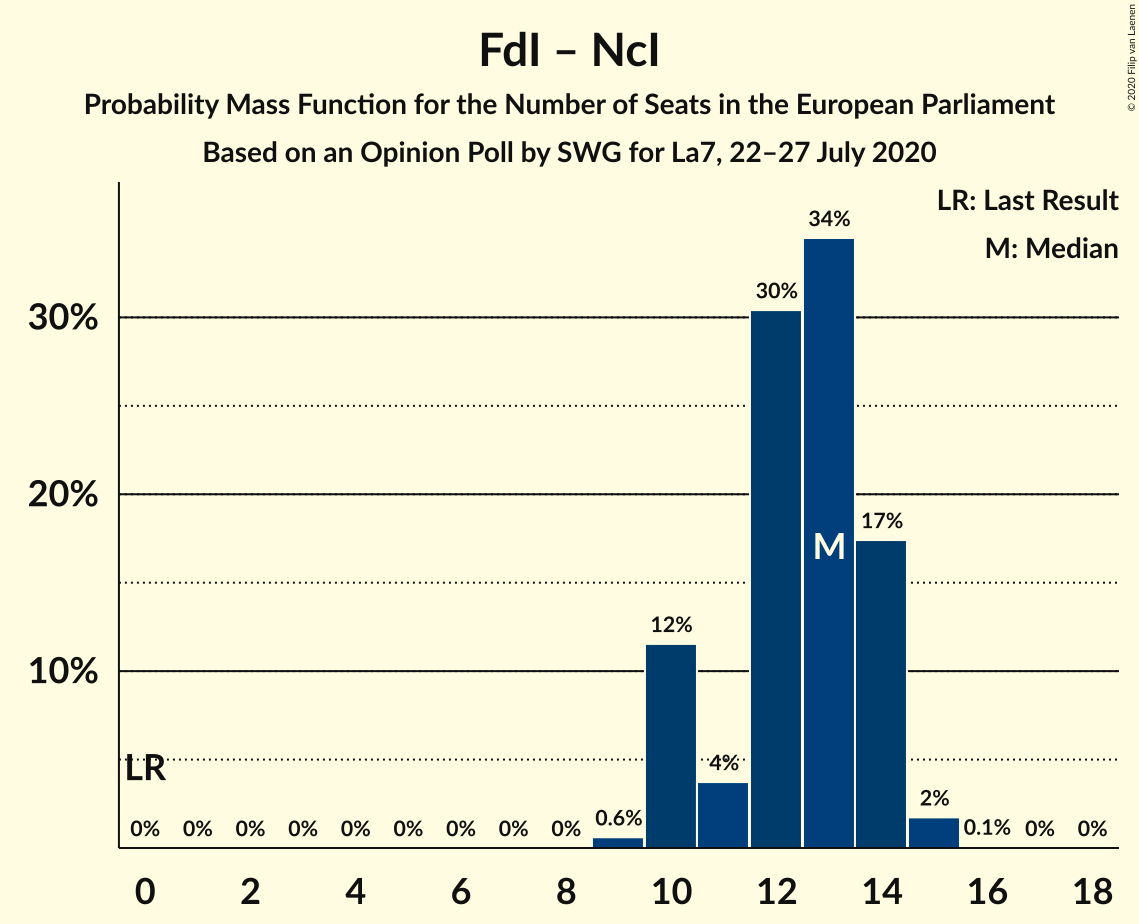 FdI – NcI
Probability Mass Function for the Number of Seats in the European Parliament
Based on an Opinion Poll by SWG for La7, 22–27 July 2020
© 2020 Filip van Laenen
LR: Last Result
M: Median
34%
30%
30%
20%
17%
M
12%
10%
LR
4%
2%
0% 0% 0% 0% 0% 0% 0% 0% 0% 0.6% 0.1% 0% 0%
0 2 4 6 8 10 12 14 16 18